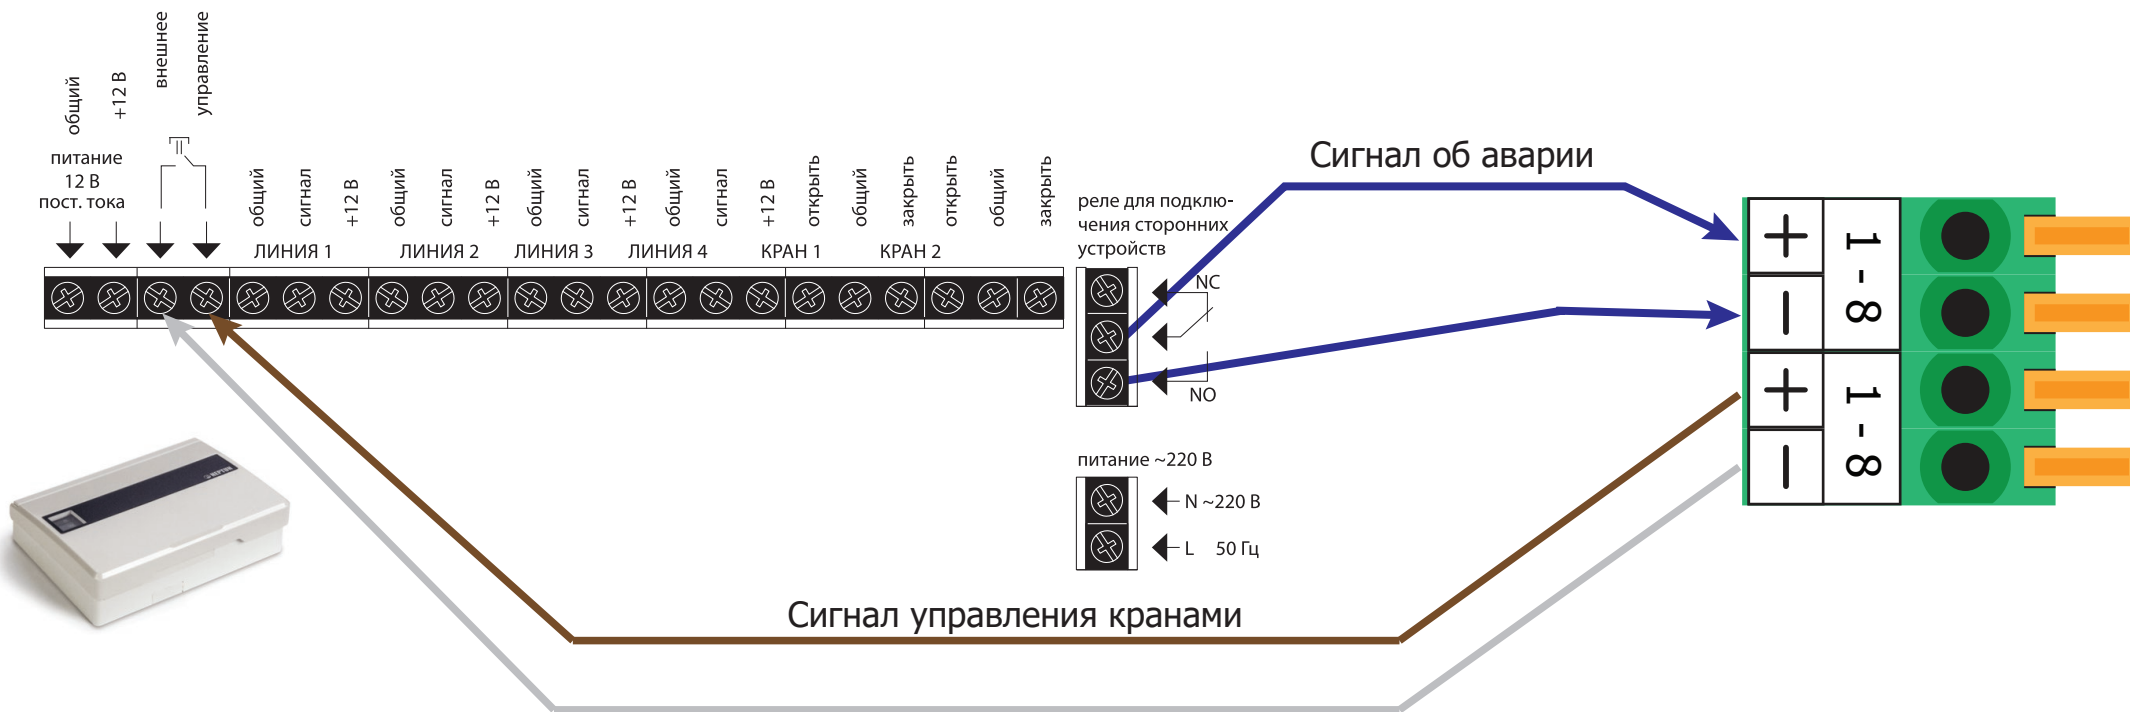 общий
+12 В
внешнее
управление
питание
12 В
пост. тока
общий
сигнал
+12 В
общий
сигнал
+12 В
общий
сигнал
+12 В
общий
сигнал
+12 В
открыть
общий
закрыть
открыть
общий
закрыть
ЛИНИЯ 1
ЛИНИЯ 2
ЛИНИЯ 3
ЛИНИЯ 4
КРАН 1
КРАН 2
реле для подклю-
чения сторонних
устройств
NC
NO
Сигнал об аварии
+
1 - 8
–
+
1 - 8
–
питание ~220 В
N ~220 В
L 50 Гц
Сигнал управления кранами
NEPTUN